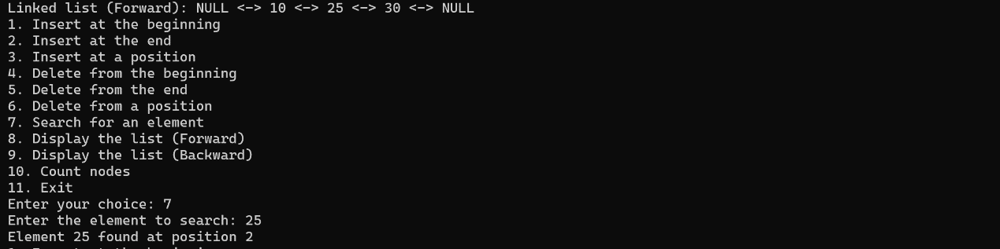 Linked list (Forward): NULL <-> 10 <-> 25 <-> 30 <-> NULL
1. Insert at the beginning
2. Insert at the end
3. Insert at a position
4. Delete from the beginning
5. Delete from the end
6. Delete from a position
7. Search for an element
8. Display the list (Forward)
9. Display the list (Backward)
10. Count nodes
11. Exit
Enter your choice: 7
Enter the element to search: 25
Element 25 found at position 2